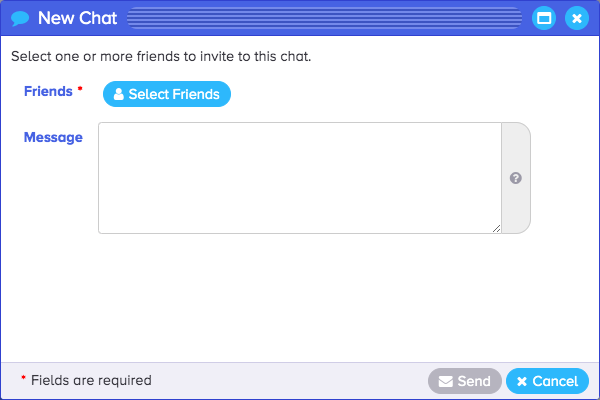 New Chat
Select one or more friends to invite to this chat.
Friends *
Select Friends
Message
?
* Fields are required
Send
Cancel